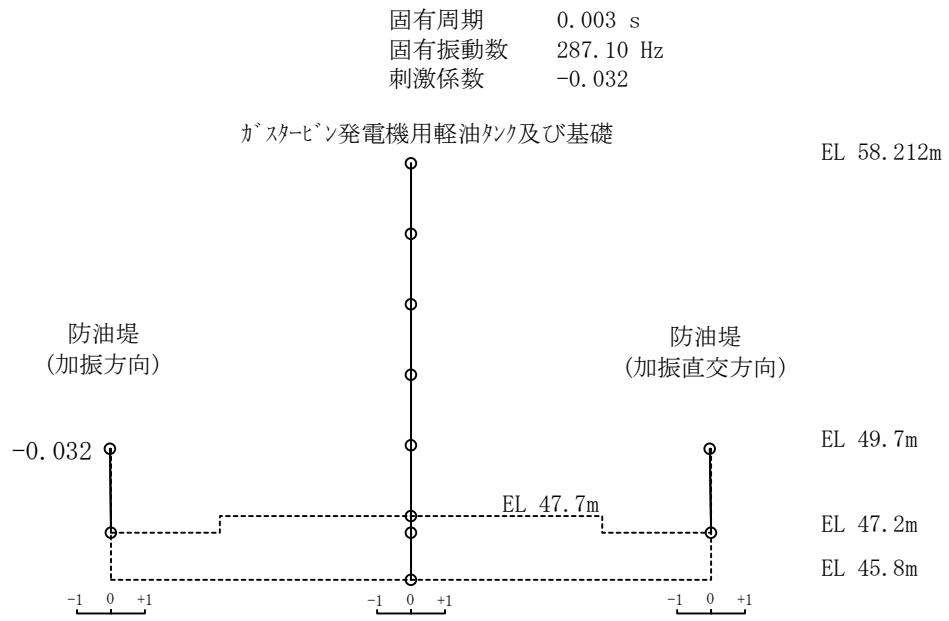 固有周期 0.003 s
固有振動数 287.10 Hz
刺激係数 -0.032
ｶﾞｽﾀｰﾋﾞﾝ発電機用軽油ﾀﾝｸ及び基礎
EL 58.212m
防油堤
(加振方向)
防油堤
(加振直交方向)
-0.032
EL 49.7m
EL 47.7m
EL 47.2m
EL 45.8m
-1 0 +1
-1 0 +1
-1 0 +1